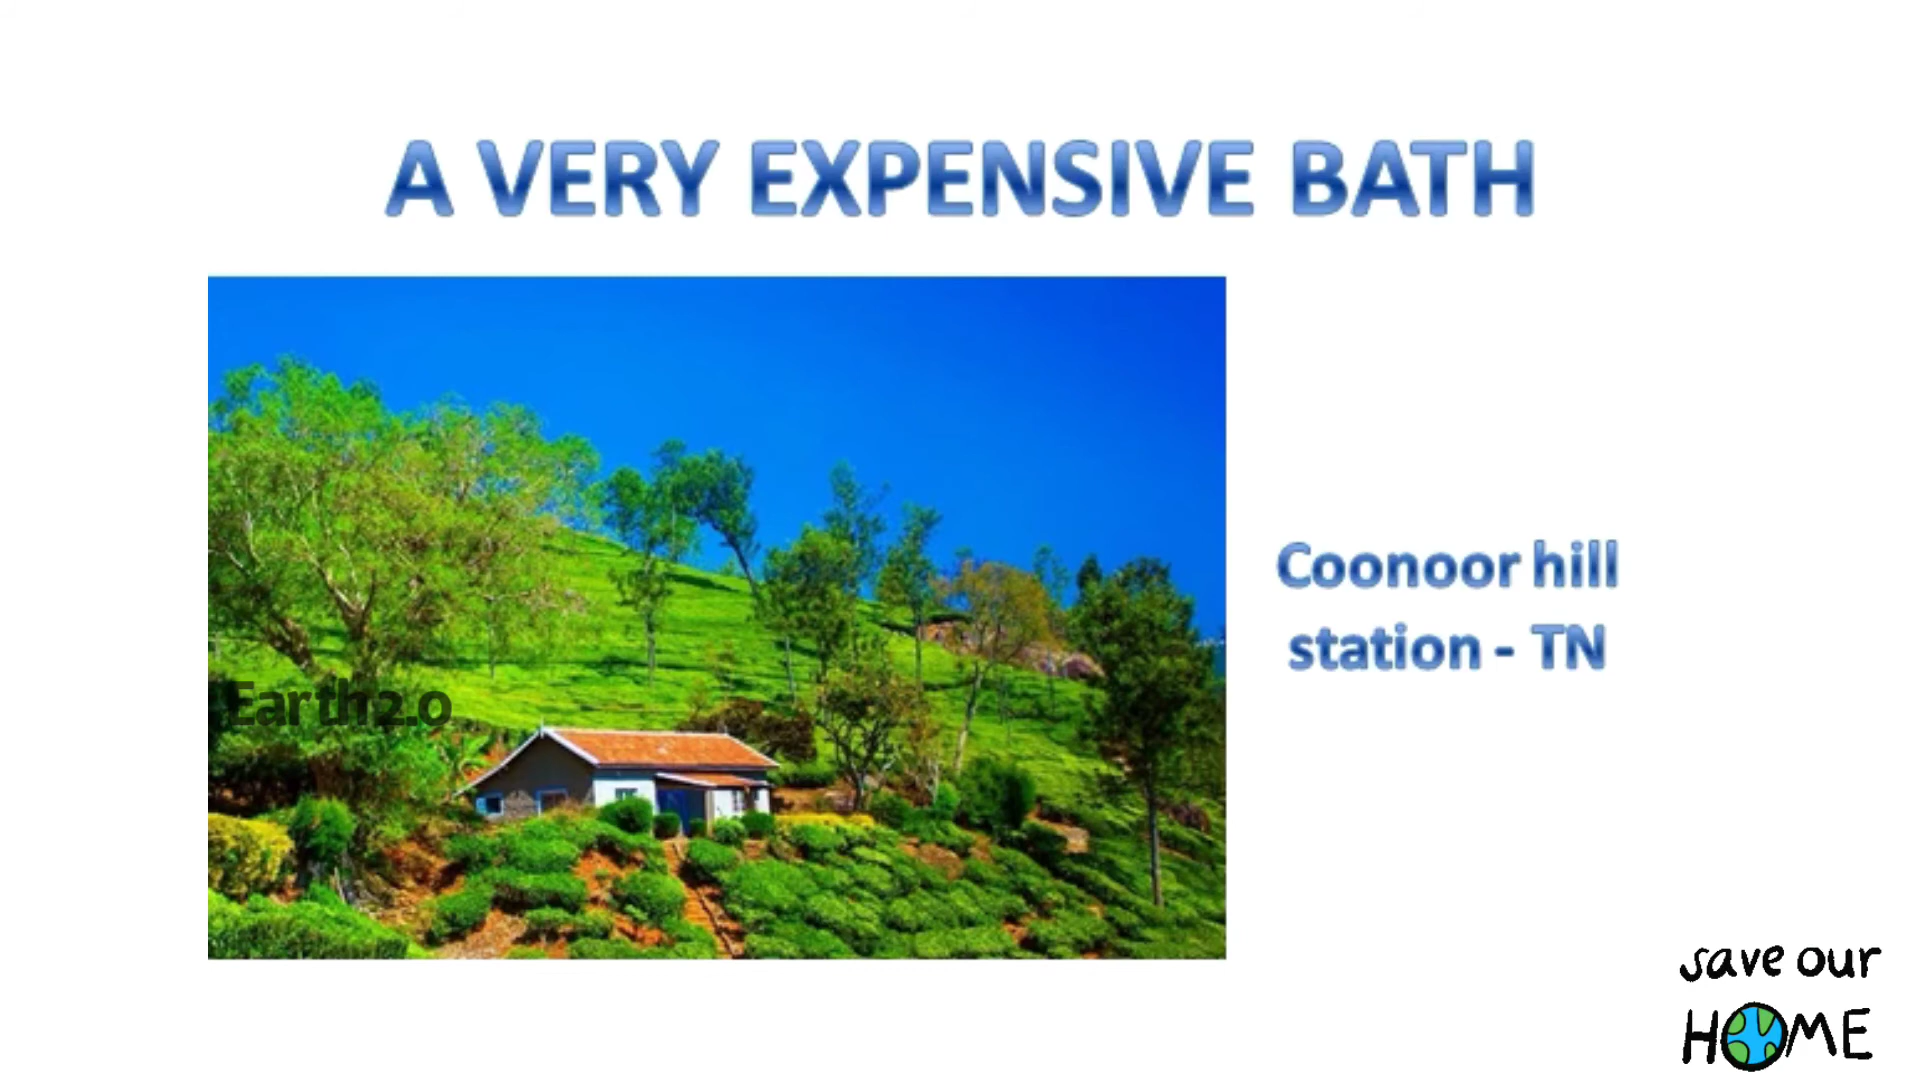 A VERY EXPENSIVE BATH
Coonoor hill
station - TN
Earth2.0
save our
HOME